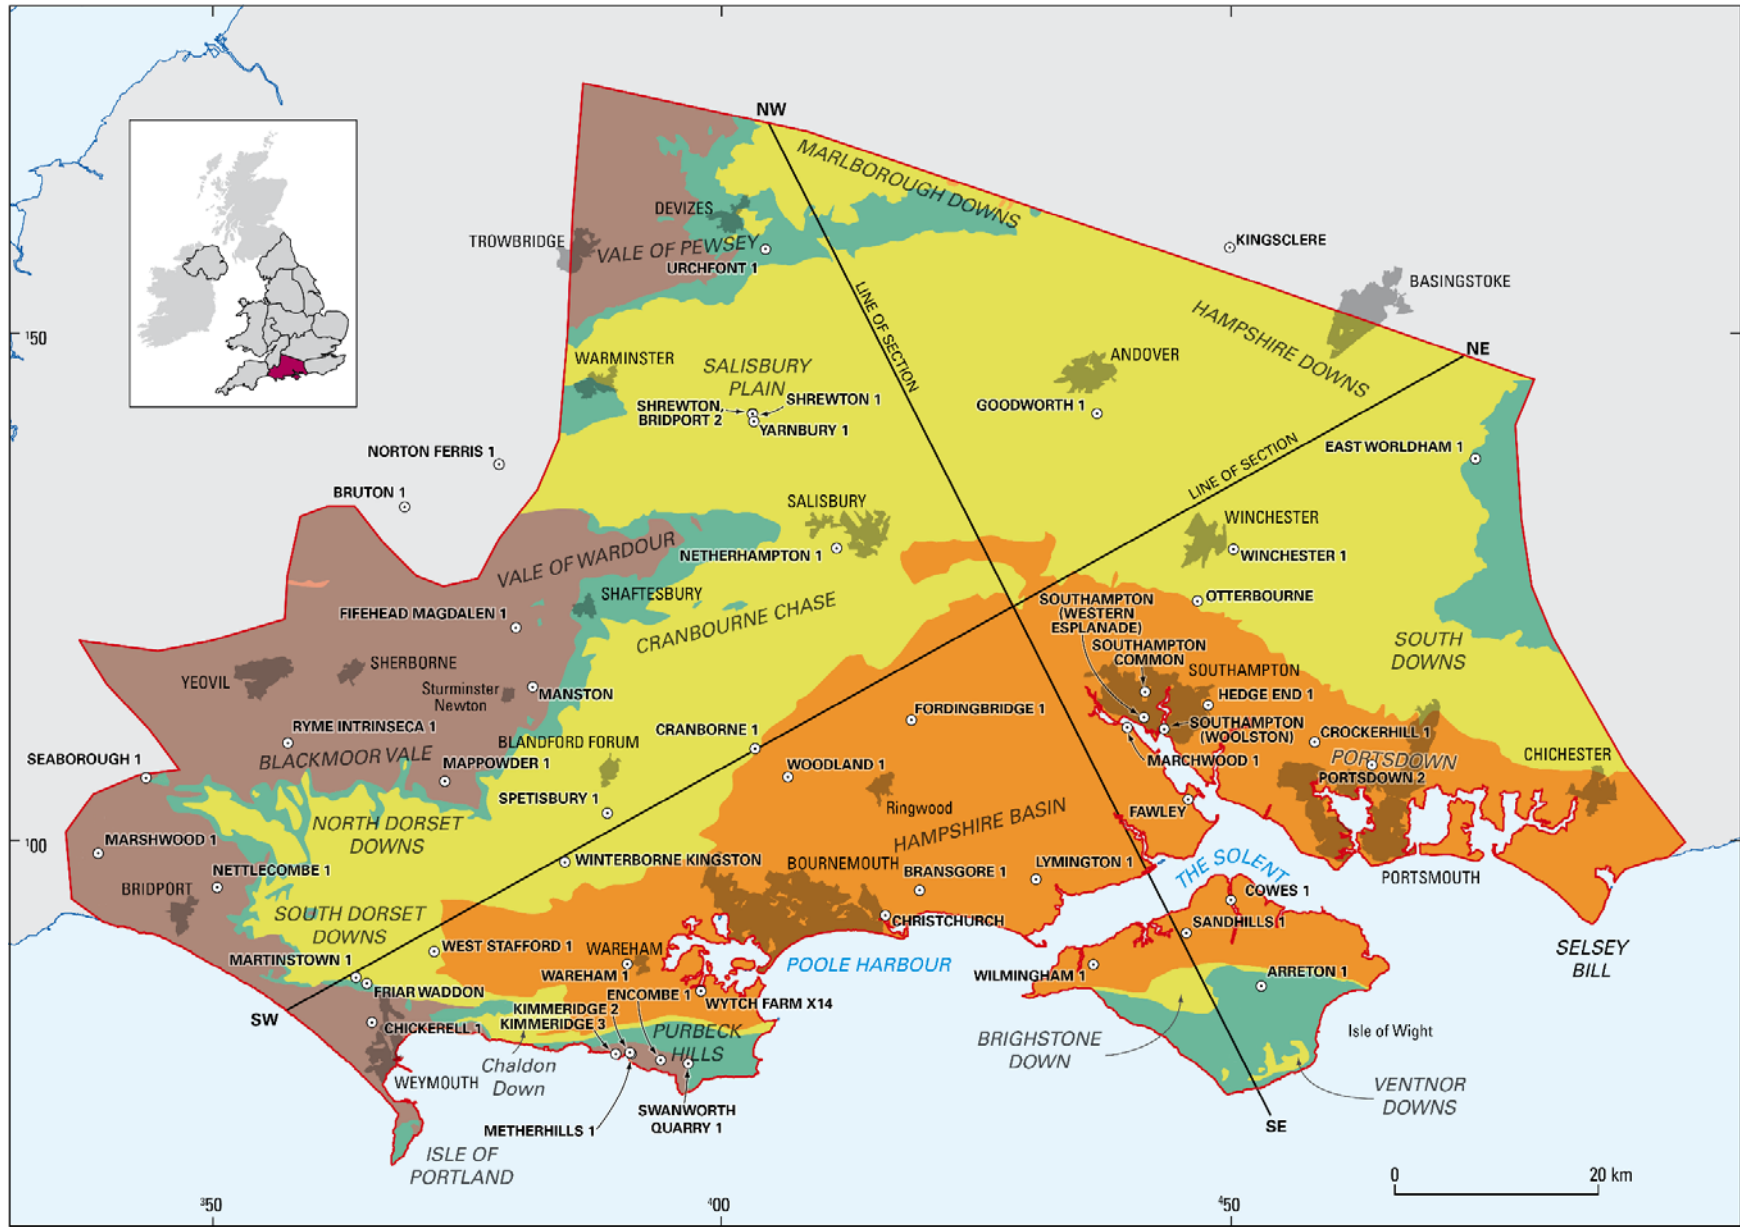 NW
MARLBOROUGH DOWNS
DEVIZES
TROWBRIDGE
VALE OF PEWSEY
URCHFONT 1
KINGSCLERE
BASINGSTOKE
LINE OF SECTION
HAMPSHIRE DOWNS
150
NE
WARMINSTER
SALISBURY
PLAIN
ANDOVER
SHREWTON,
BRIDPORT 2
SHREWTON 1
YARNBURY 1
GOODWORTH 1
LINE OF SECTION
EAST WORLDHAM 1
NORTON FERRIS 1
BRUTON 1
SALISBURY
WINCHESTER
VALE OF WARDOUR
NETHERHAMPTON 1
WINCHESTER 1
SHAFTESBURY
OTTERBOURNE
FIFEHEAD MAGDALEN 1
CRANBOURNE CHASE
SOUTHAMPTON
(WESTERN
ESPLANADE)
SOUTH
DOWNS
SOUTHAMPTON
COMMON
SOUTHAMPTON
YEOVIL
SHERBORNE
Sturminster
Newton
MANSTON
HEDGE END 1
FORDINGBRIDGE 1
RYME INTRINSECA 1
CRANBORNE 1
SOUTHAMPTON
(WOOLSTON)
CROCKERHILL 1
BLACKMOOR VALE
BLANDFORD FORUM
SEABOROUGH 1
MAPPOWDER 1
WOODLAND 1
MARCHWOOD 1
PORTSDOWN
CHICHESTER
PORTSDOWN 2
SPETISBURY 1
Ringwood
FAWLEY
NORTH DORSET
DOWNS
HAMPSHIRE BASIN
100
MARSHWOOD 1
NETTLECOMBE 1
WINTERBORNE KINGSTON
BOURNEMOUTH
BRANSGORE 1
LYMINGTON 1
THE SOLENT
PORTSMOUTH
BRIDPORT
COWES 1
SOUTH DORSET
DOWNS
CHRISTCHURCH
SANDHILLS 1
WEST STAFFORD 1
WAREHAM
SELSEY
BILL
MARTINSTOWN 1
WAREHAM 1
POOLE HARBOUR
WILMINGHAM 1
ARRETON 1
FRIAR WADDON
ENCOMBE 1
WYTCH FARM X14
KIMMERIDGE 2
KIMMERIDGE 3
SW
CHICKERELL 1
PURBECK
HILLS
BRIGHSTONE
DOWN
Isle of Wight
Chaldon
Down
WEYMOUTH
VENTNOR
DOWNS
SWANWORTH
QUARRY 1
METHERHILLS 1
SE
ISLE OF
PORTLAND
0 20 km
350 400 450